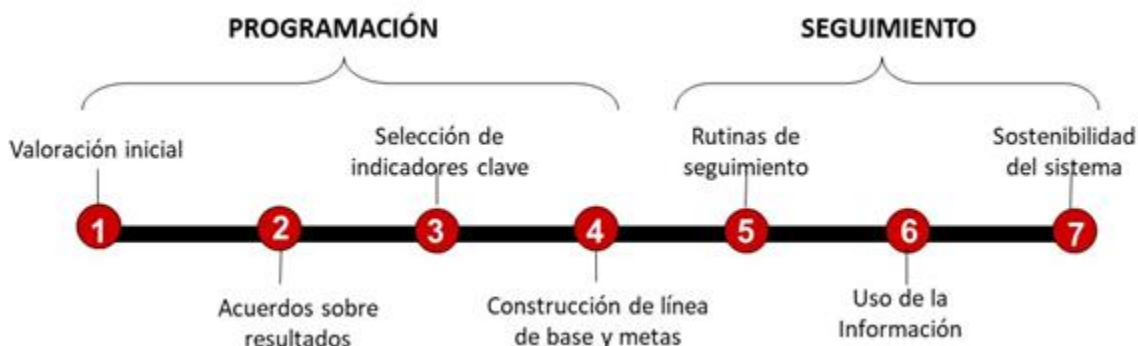 PROGRAMACIÓN
SEGUIMIENTO
Valoración inicial
Selección de
indicadores clave
Rutinas de
seguimiento
Sostenibilidad
del sistema
1
2
3
4
5
6
7
Acuerdos sobre
resultados
Construcción de línea
de base y metas
Uso de la
Información